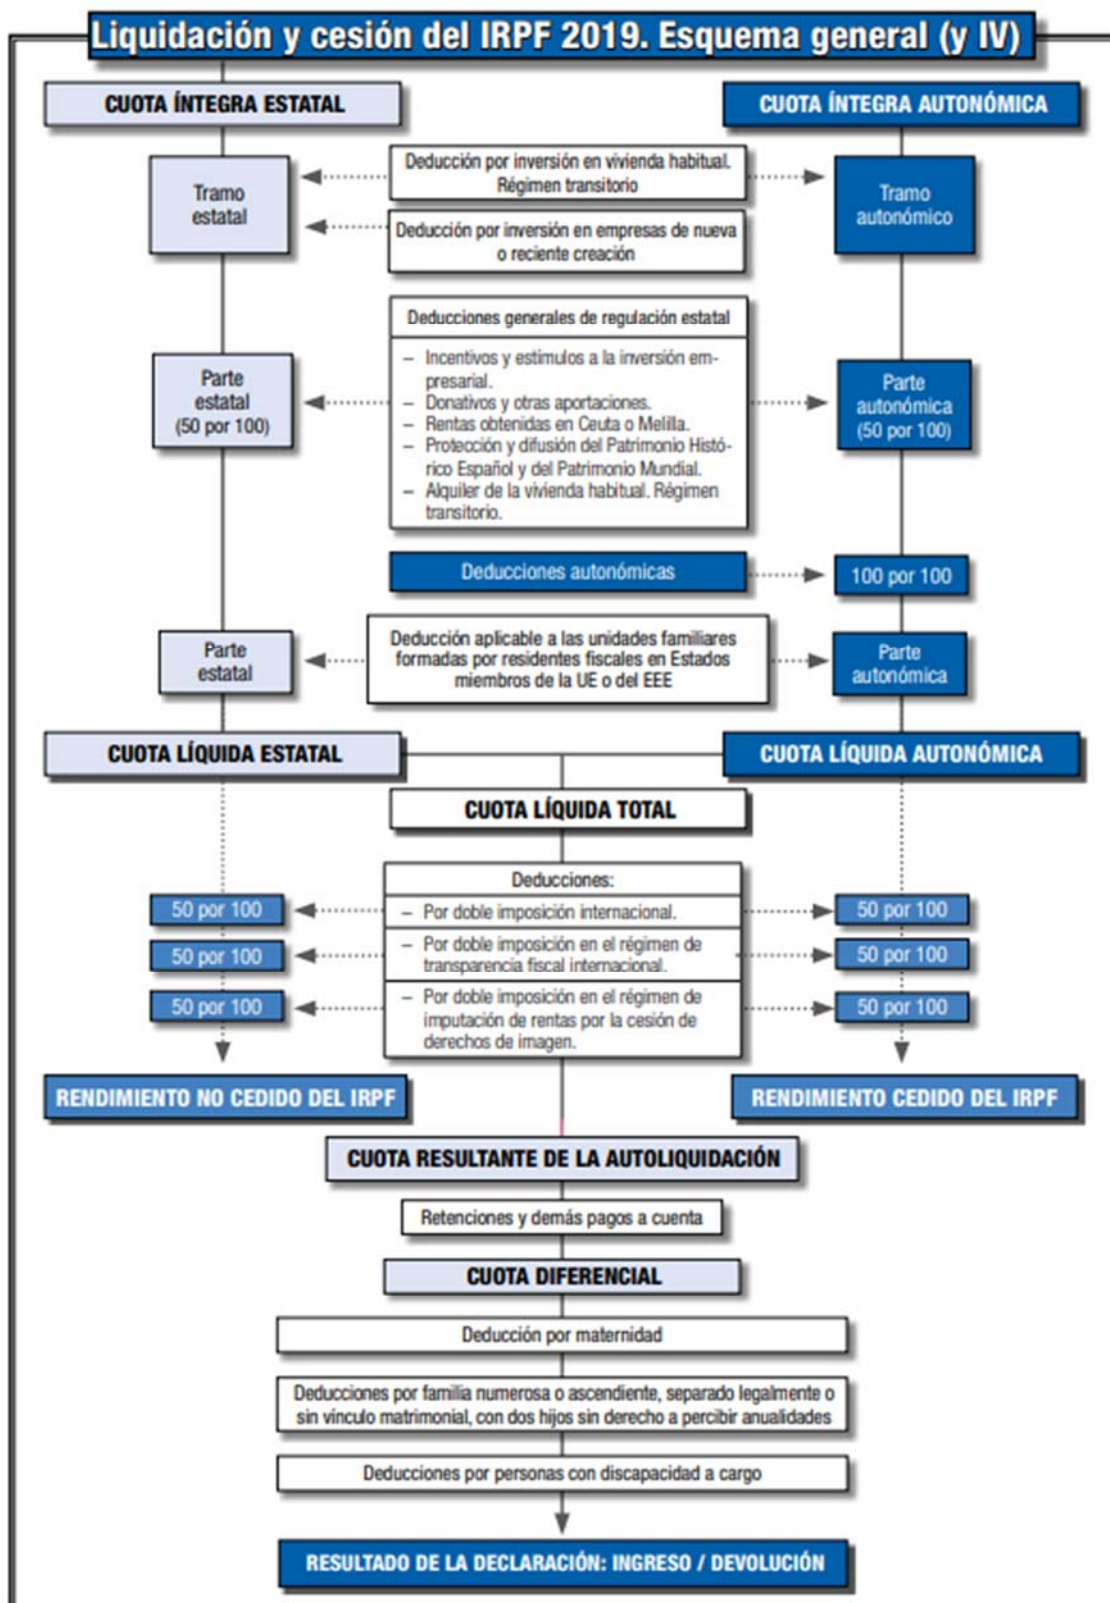 Liquidación y cesión del IRPF 2019. Esquema general (y IV)
CUOTA ÍNTEGRA ESTATAL
CUOTA ÍNTEGRA AUTONÓMICA
Tramo
estatal
Deducción por inversión en vivienda habitual.
Régimen transitorio
Tramo
autonómico
Deducción por inversión en empresas de nueva
o reciente creación
Deducciones generales de regulación estatal
Parte
estatal
(50 por 100)
– Incentivos y estímulos a la inversión em-
presarial.
– Donativos y otras aportaciones.
– Rentas obtenidas en Ceuta o Melilla.
– Protección y difusión del Patrimonio Histó-
rico Español y del Patrimonio Mundial.
– Alquiler de la vivienda habitual. Régimen
transitorio.
Parte
autonómica
(50 por 100)
Deducciones autonómicas
100 por 100
Parte
estatal
Deducción aplicable a las unidades familiares
formadas por residentes fiscales en Estados
miembros de la UE o del EEE
Parte
autonómica
CUOTA LÍQUIDA ESTATAL
CUOTA LÍQUIDA AUTONÓMICA
CUOTA LÍQUIDA TOTAL
Deducciones:
50 por 100
– Por doble imposición internacional.
50 por 100
50 por 100
– Por doble imposición en el régimen de
transparencia fiscal internacional.
50 por 100
50 por 100
– Por doble imposición en el régimen de
imputación de rentas por la cesión de
derechos de imagen.
50 por 100
RENDIMIENTO NO CEDIDO DEL IRPF
RENDIMIENTO CEDIDO DEL IRPF
CUOTA RESULTANTE DE LA AUTOLIQUIDACIÓN
Retenciones y demás pagos a cuenta
CUOTA DIFERENCIAL
Deducción por maternidad
Deducciones por familia numerosa o ascendiente, separado legalmente o
sin vínculo matrimonial, con dos hijos sin derecho a percibir anualidades
Deducciones por personas con discapacidad a cargo
RESULTADO DE LA DECLARACIÓN: INGRESO / DEVOLUCIÓN